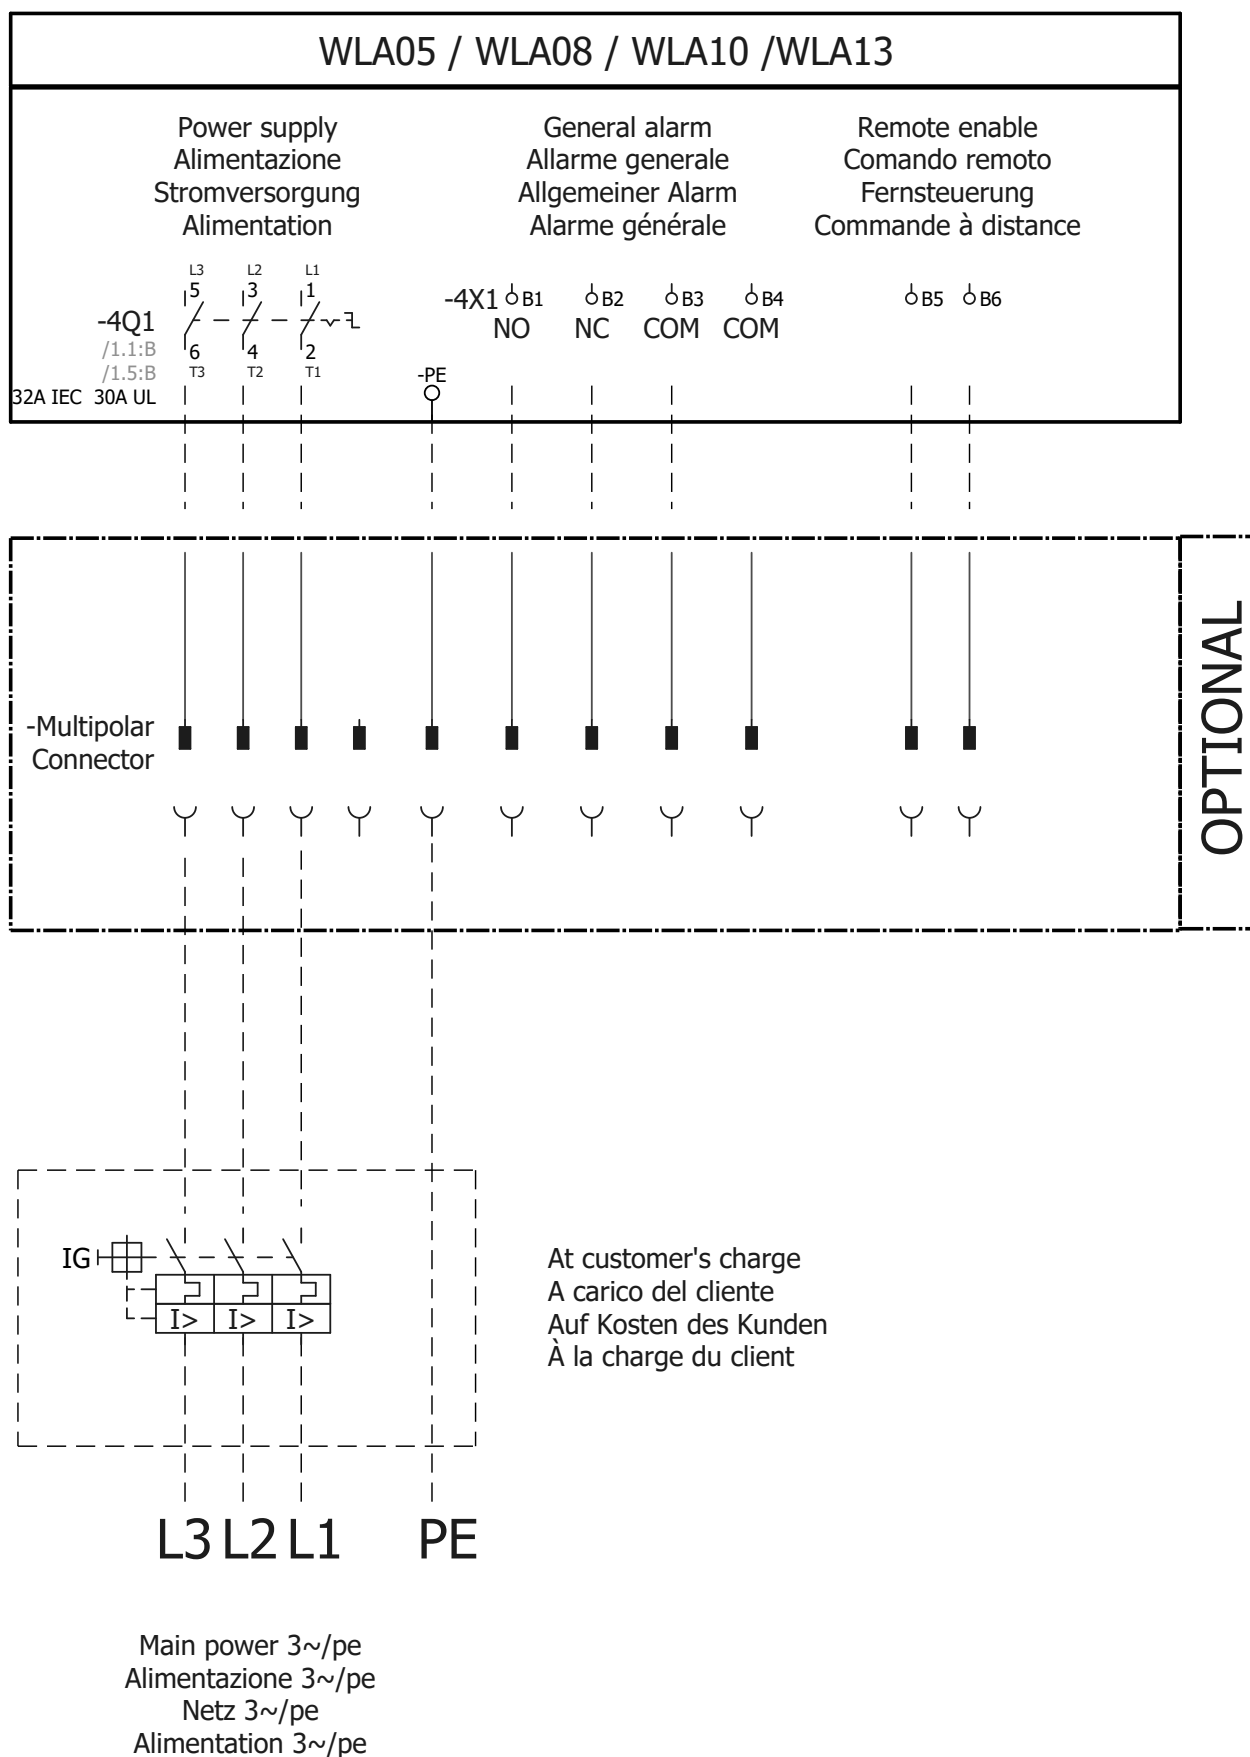 WLA05 / WLA08 / WLA10 /WLA13
Power supply
Alimentazione
Stromversorgung
Alimentation
General alarm
Allarme generale
Allgemeiner Alarm
Alarme générale
Remote enable
Comando remoto
Fernsteuerung
Commande à distance
L3 L2 L1
5 3 1
-4Q1
/1.1:B
/1.5:B
6 4 2
T3 T2 T1
32A IEC 30A UL
-PE
-4X1 B1 B2 B3 B4 B5 B6
NO NC COM COM
OPTIONAL
-Multipolar
Connector
IG
I> I> I>
At customer's charge
A carico del cliente
Auf Kosten des Kunden
À la charge du client
L3 L2 L1 PE
Main power 3~/pe
Alimentazione 3~/pe
Netz 3~/pe
Alimentation 3~/pe